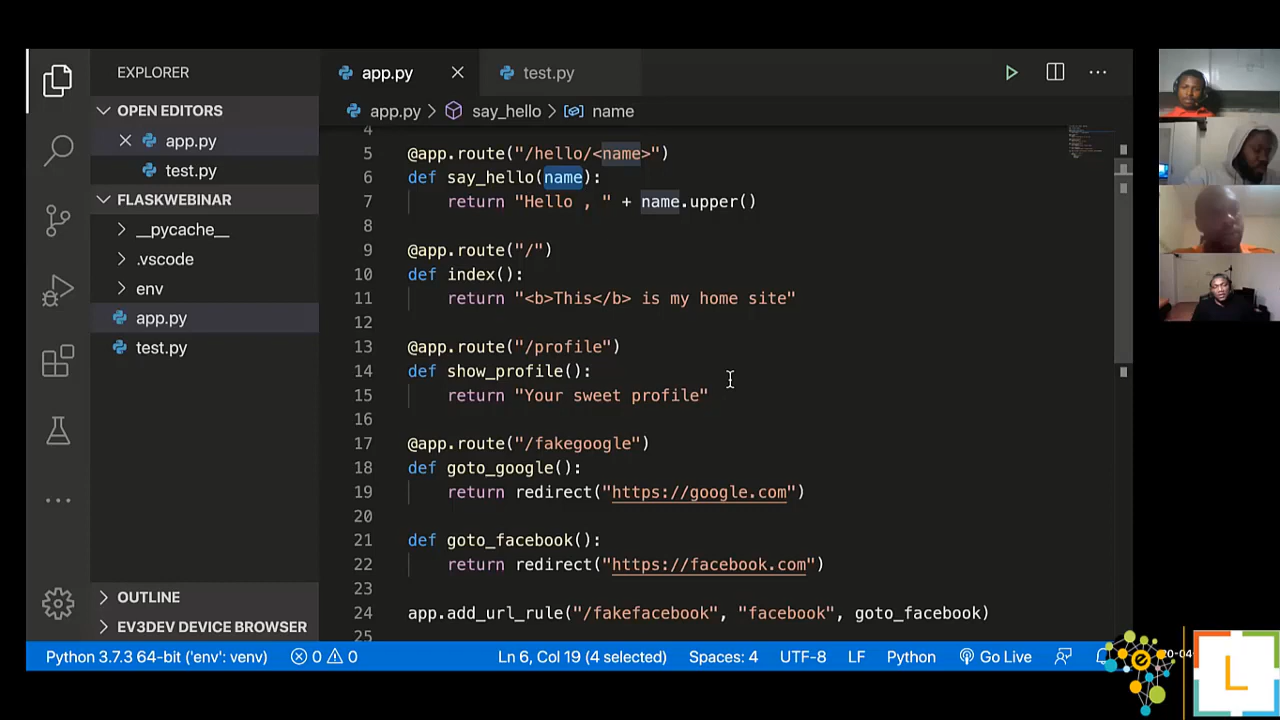 EXPLORER
OPEN EDITORS
app.py
test.py
FLASKWEBINAR
__pycache__
.vscode
env
app.py
test.py
OUTLINE
EV3DEV DEVICE BROWSER
app.py
test.py
app.py > say_hello > name
4
5 @app.route("/hello/<name>")
6 def say_hello(name):
7 return "Hello , " + name.upper()
8
9 @app.route("/")
10 def index():
11 return "<b>This</b> is my home site"
12
13 @app.route("/profile")
14 def show_profile():
15 return "Your sweet profile"
16
17 @app.route("/fakegoogle")
18 def goto_google():
19 return redirect("https://google.com")
20
21 def goto_facebook():
22 return redirect("https://facebook.com")
23
24 app.add_url_rule("/fakefacebook", "facebook", goto_facebook)
25
Python 3.7.3 64-bit ('env': venv) 0 0 Ln 6, Col 19 (4 selected) Spaces: 4 UTF-8 LF Python Go Live
L